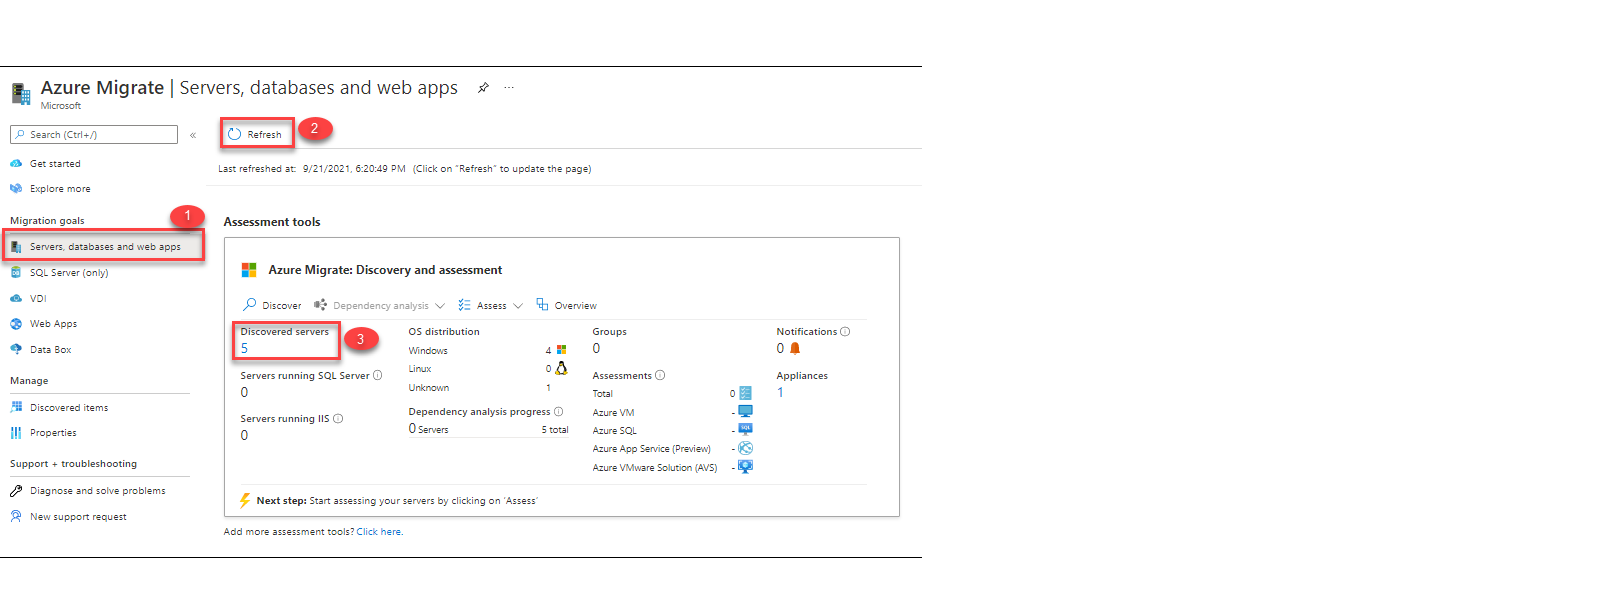 Azure Migrate | Servers, databases and web apps
Microsoft
Search (Ctrl+/)
«
Get started
Explore more
Migration goals
1
Servers, databases and web apps
SQL Server (only)
VDI
Web Apps
Data Box
Manage
Discovered items
Properties
Support + troubleshooting
Diagnose and solve problems
New support request
Refresh
2
Last refreshed at: 9/21/2021, 6:20:49 PM (Click on "Refresh" to update the page)
Assessment tools
Azure Migrate: Discovery and assessment
Discover Dependency analysis Assess Overview
Discovered servers
5
3
Servers running SQL Server
0
Servers running IIS
0
OS distribution
Windows 4
Linux 0
Unknown 1
Dependency analysis progress
0 Servers 5 total
Groups
0
Assessments
Total 0
Azure VM -
Azure SQL - SQL
Azure App Service (Preview) -
Azure VMware Solution (AVS) -
Notifications
0
Appliances
1
Next step: Start assessing your servers by clicking on 'Assess'
Add more assessment tools? Click here.